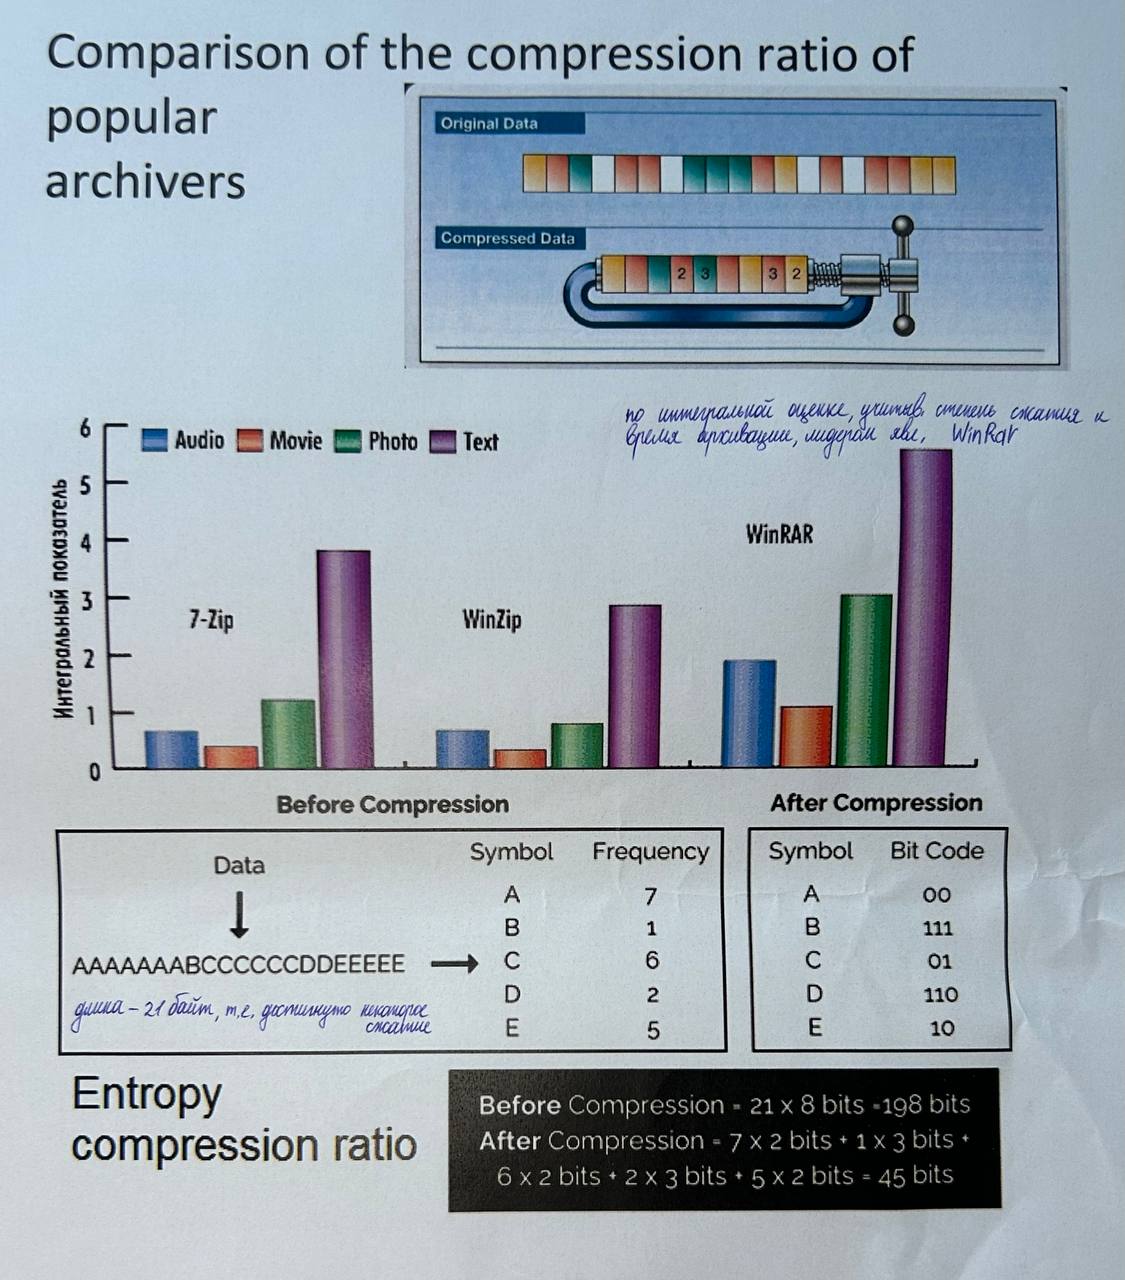 Comparison of the compression ratio of
popular
archivers
Original Data
Compressed Data
2 3 3 2
по интегральной оценке, учитыв. степень сжатия и
время архивации, лидером явл. WinRar
Audio Movie Photo Text
Интегральный показатель
6
5
4
3
2
1
0
7-Zip
WinZip
WinRAR
Before Compression
Data
AAAAAAABCCCCCCDDEEEEE
длина – 21 байт, т.е. достигнуто некоторое
сжатие
Symbol Frequency
A 7
B 1
C 6
D 2
E 5
After Compression
Symbol Bit Code
A 00
B 111
C 01
D 110
E 10
Entropy
compression ratio
Before Compression = 21 x 8 bits =198 bits
After Compression = 7 x 2 bits + 1 x 3 bits +
6 x 2 bits + 2 x 3 bits + 5 x 2 bits = 45 bits